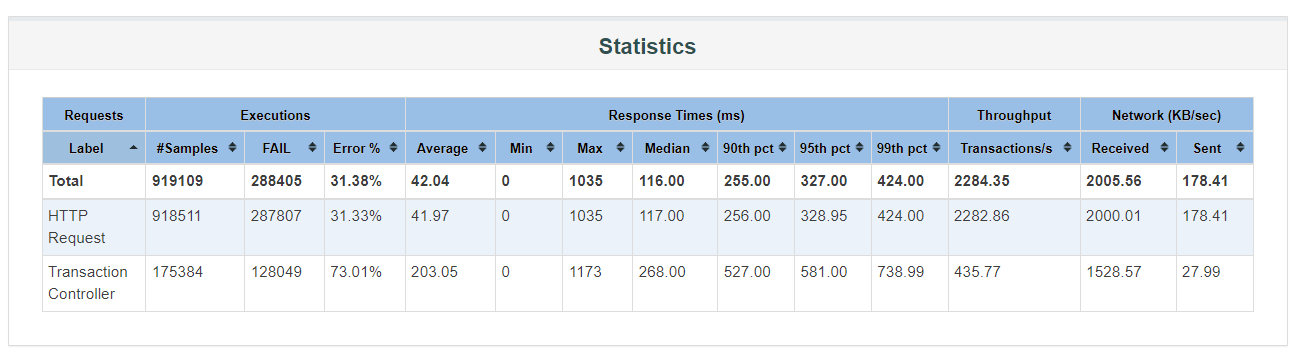 Statistics
Requests Executions Response Times (ms) Throughput Network (KB/sec)
Label #Samples FAIL Error % Average Min Max Median 90th pct 95th pct 99th pct Transactions/s Received Sent
Total 919109 288405 31.38% 42.04 0 1035 116.00 255.00 327.00 424.00 2284.35 2005.56 178.41
HTTP Request 918511 287807 31.33% 41.97 0 1035 117.00 256.00 328.95 424.00 2282.86 2000.01 178.41
Transaction Controller 175384 128049 73.01% 203.05 0 1173 268.00 527.00 581.00 738.99 435.77 1528.57 27.99